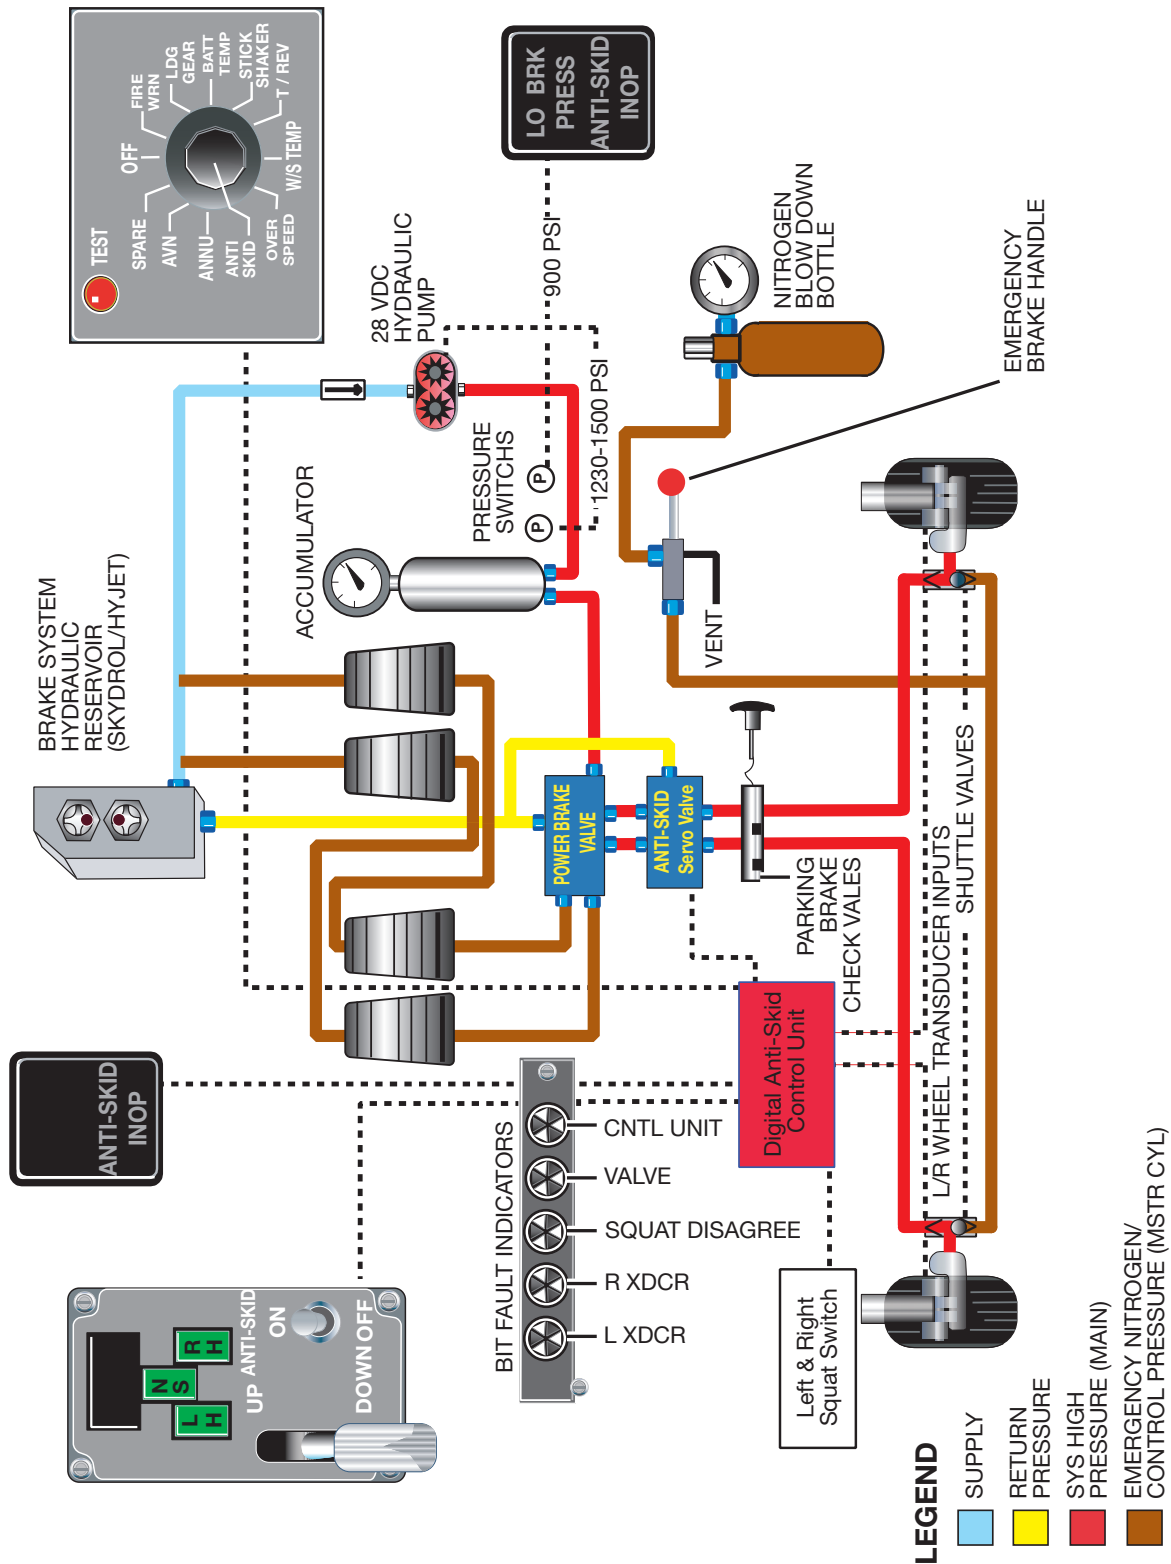 TEST
SPARE
AVN
ANNU
ANTI
SKID
OVER
SPEED
OFF
FIRE
WRN
LDG
GEAR
BATT
TEMP
STICK
SHAKER
T / REV
W/S TEMP
LO BRK
PRESS
ANTI-SKID
INOP
900 PSI
28 VDC
HYDRAULIC
PUMP
1230-1500 PSI
PRESSURE
SWITCHS
P
P
ACCUMULATOR
NITROGEN
BLOW DOWN
BOTTLE
EMERGENCY
BRAKE HANDLE
VENT
BRAKE SYSTEM
HYDRAULIC
RESERVOIR
(SKYDROL/HYJET)
POWER BRAKE
VALVE
ANTI-SKID
Servo Valve
PARKING
BRAKE
CHECK VALES
L/R WHEEL TRANSDUCER INPUTS
SHUTTLE VALVES
Digital Anti-Skid
Control Unit
ANTI-SKID
INOP
BIT FAULT INDICATORS
CNTL UNIT
VALVE
SQUAT DISAGREE
R XDCR
L XDCR
Left & Right
Squat Switch
L
H
N
S
R
H
UP
ANTI-SKID
ON
DOWN
OFF
LEGEND
SUPPLY
RETURN
PRESSURE
SYS HIGH
PRESSURE (MAIN)
EMERGENCY NITROGEN/
CONTROL PRESSURE (MSTR CYL)